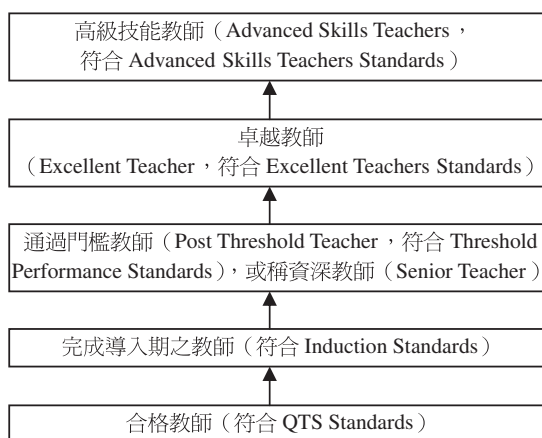 高級技能教師（Advanced Skills Teachers，
符合 Advanced Skills Teachers Standards）
卓越教師
（Excellent Teacher，符合 Excellent Teachers Standards）
通過門檻教師（Post Threshold Teacher，符合 Threshold
Performance Standards），或稱資深教師（Senior Teacher）
完成導入期之教師（符合 Induction Standards）
合格教師（符合 QTS Standards）